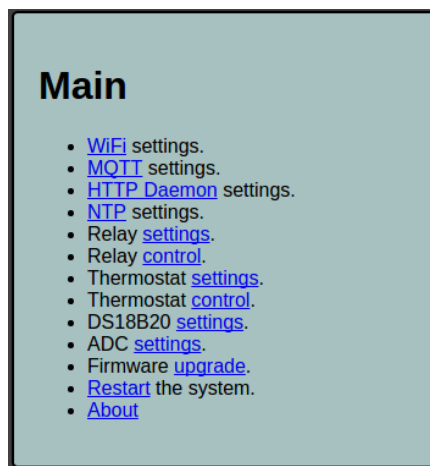 Main
WiFi settings.
MQTT settings.
HTTP Daemon settings.
NTP settings.
Relay settings.
Relay control.
Thermostat settings.
Thermostat control.
DS18B20 settings.
ADC settings.
Firmware upgrade.
Restart the system.
About